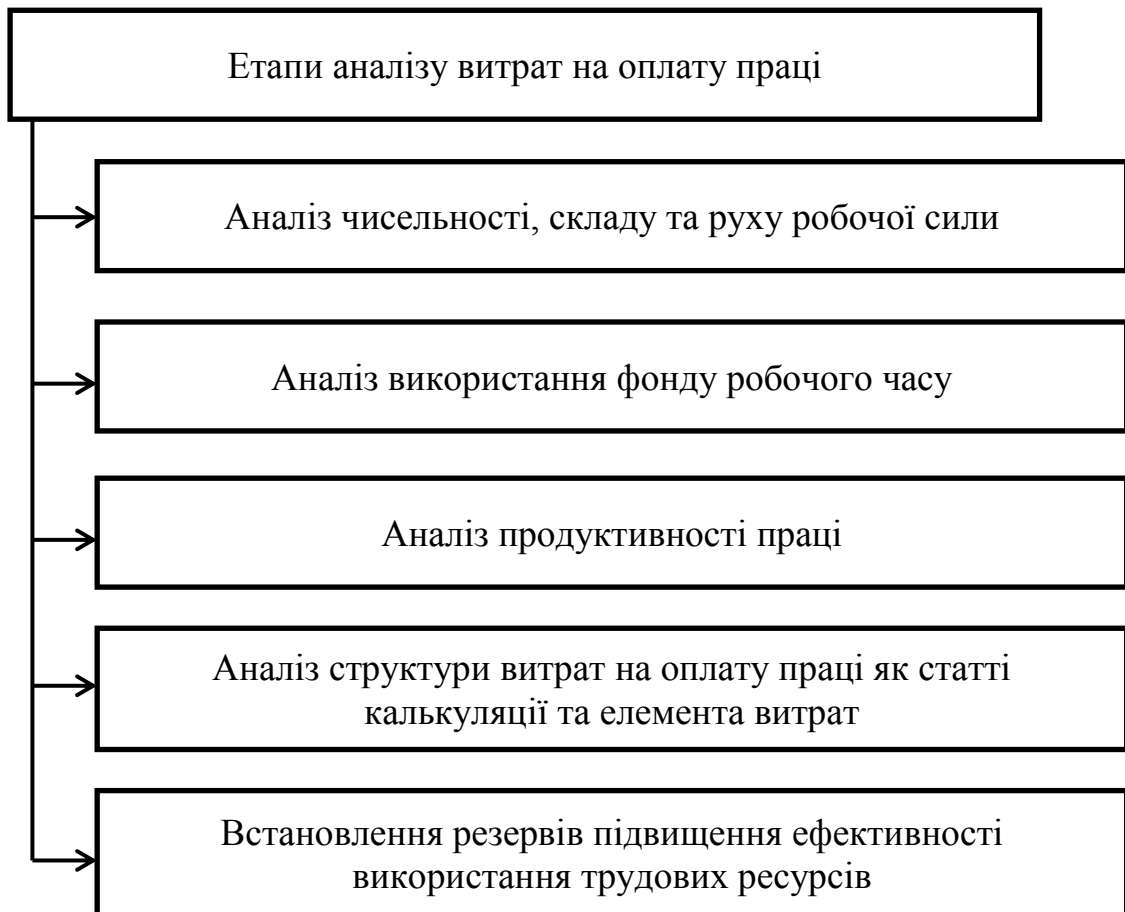 Етапи аналізу витрат на оплату праці
Аналіз чисельності, складу та руху робочої сили
Аналіз використання фонду робочого часу
Аналіз продуктивності праці
Аналіз структури витрат на оплату праці як статті
калькуляції та елемента витрат
Встановлення резервів підвищення ефективності
використання трудових ресурсів